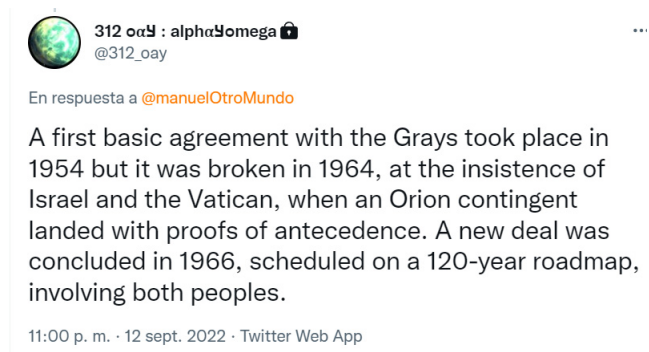 312 oαY : alphαYomega
@312_oay
En respuesta a @manuelOtroMundo
A first basic agreement with the Grays took place in
1954 but it was broken in 1964, at the insistence of
Israel and the Vatican, when an Orion contingent
landed with proofs of antecedence. A new deal was
concluded in 1966, scheduled on a 120-year roadmap,
involving both peoples.
11:00 p. m. · 12 sept. 2022 · Twitter Web App